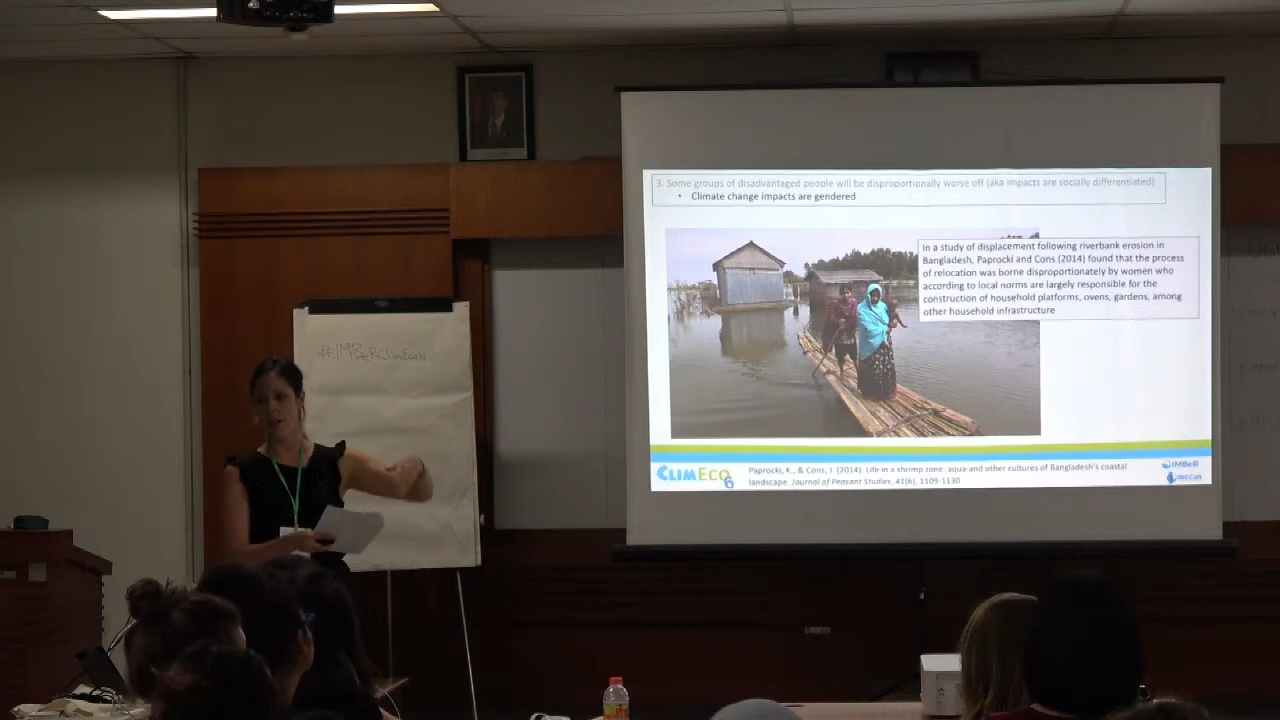 3. Some groups of disadvantaged people will be disproportionally worse off (aka impacts are socially differentiated)
• Climate change impacts are gendered
In a study of displacement following riverbank erosion in
Bangladesh, Paprocki and Cons (2014) found that the process
of relocation was borne disproportionately by women who
according to local norms are largely responsible for the
construction of household platforms, ovens, gardens, among
other household infrastructure
#IMBeRClimEco6
CLIMECO6
Paprocki, K., & Cons, J. (2014). Life in a shrimp zone: aqua-and other cultures of Bangladesh's coastal
landscape. Journal of Peasant Studies, 41(6), 1109-1130
IMBeR